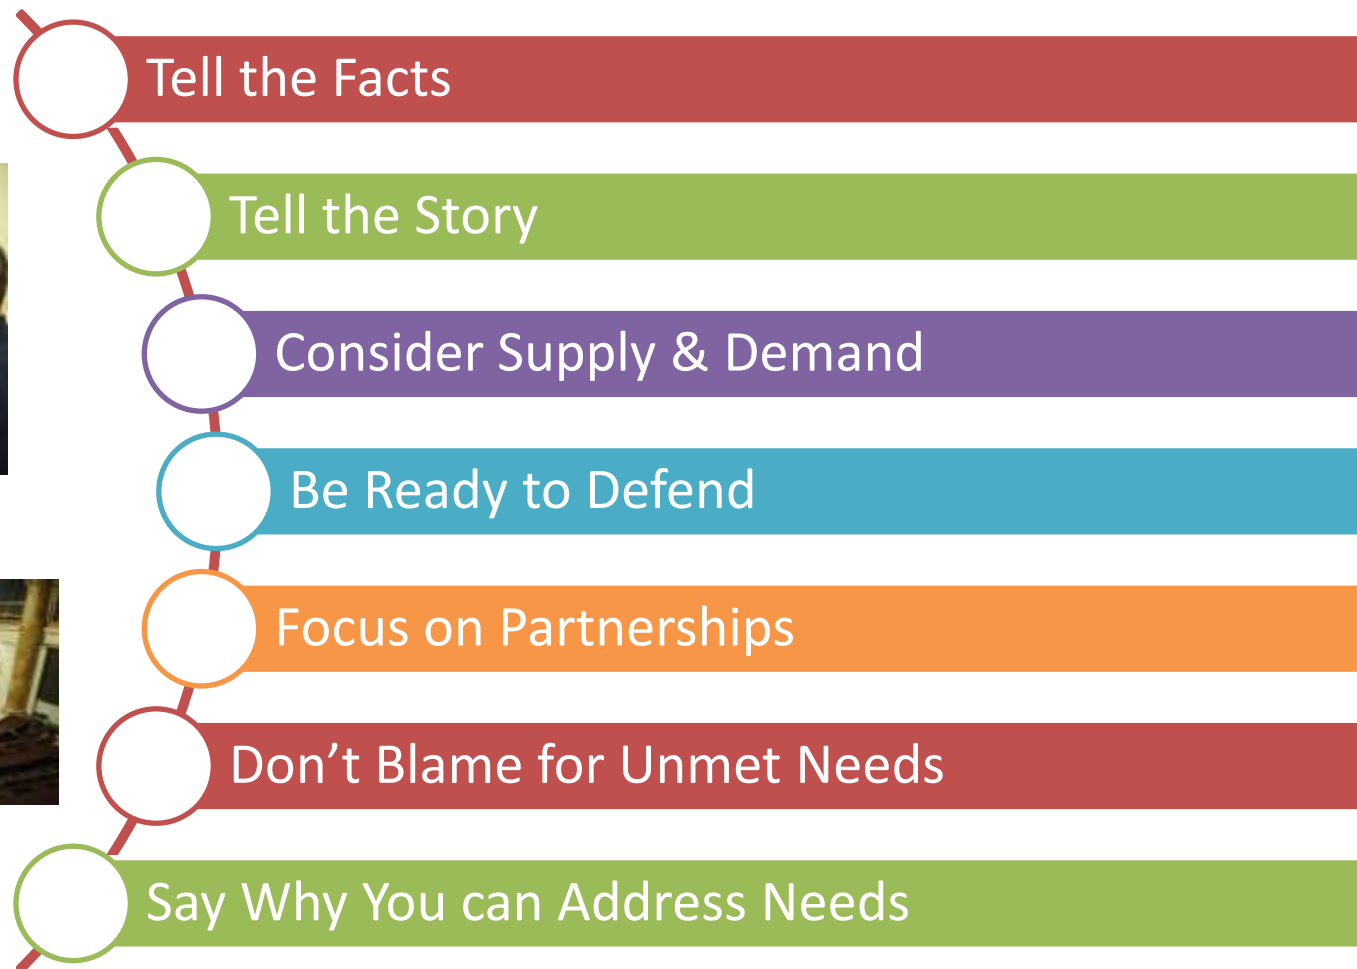 Tell the Facts
Tell the Story
Consider Supply & Demand
Be Ready to Defend
Focus on Partnerships
Don’t Blame for Unmet Needs
Say Why You can Address Needs